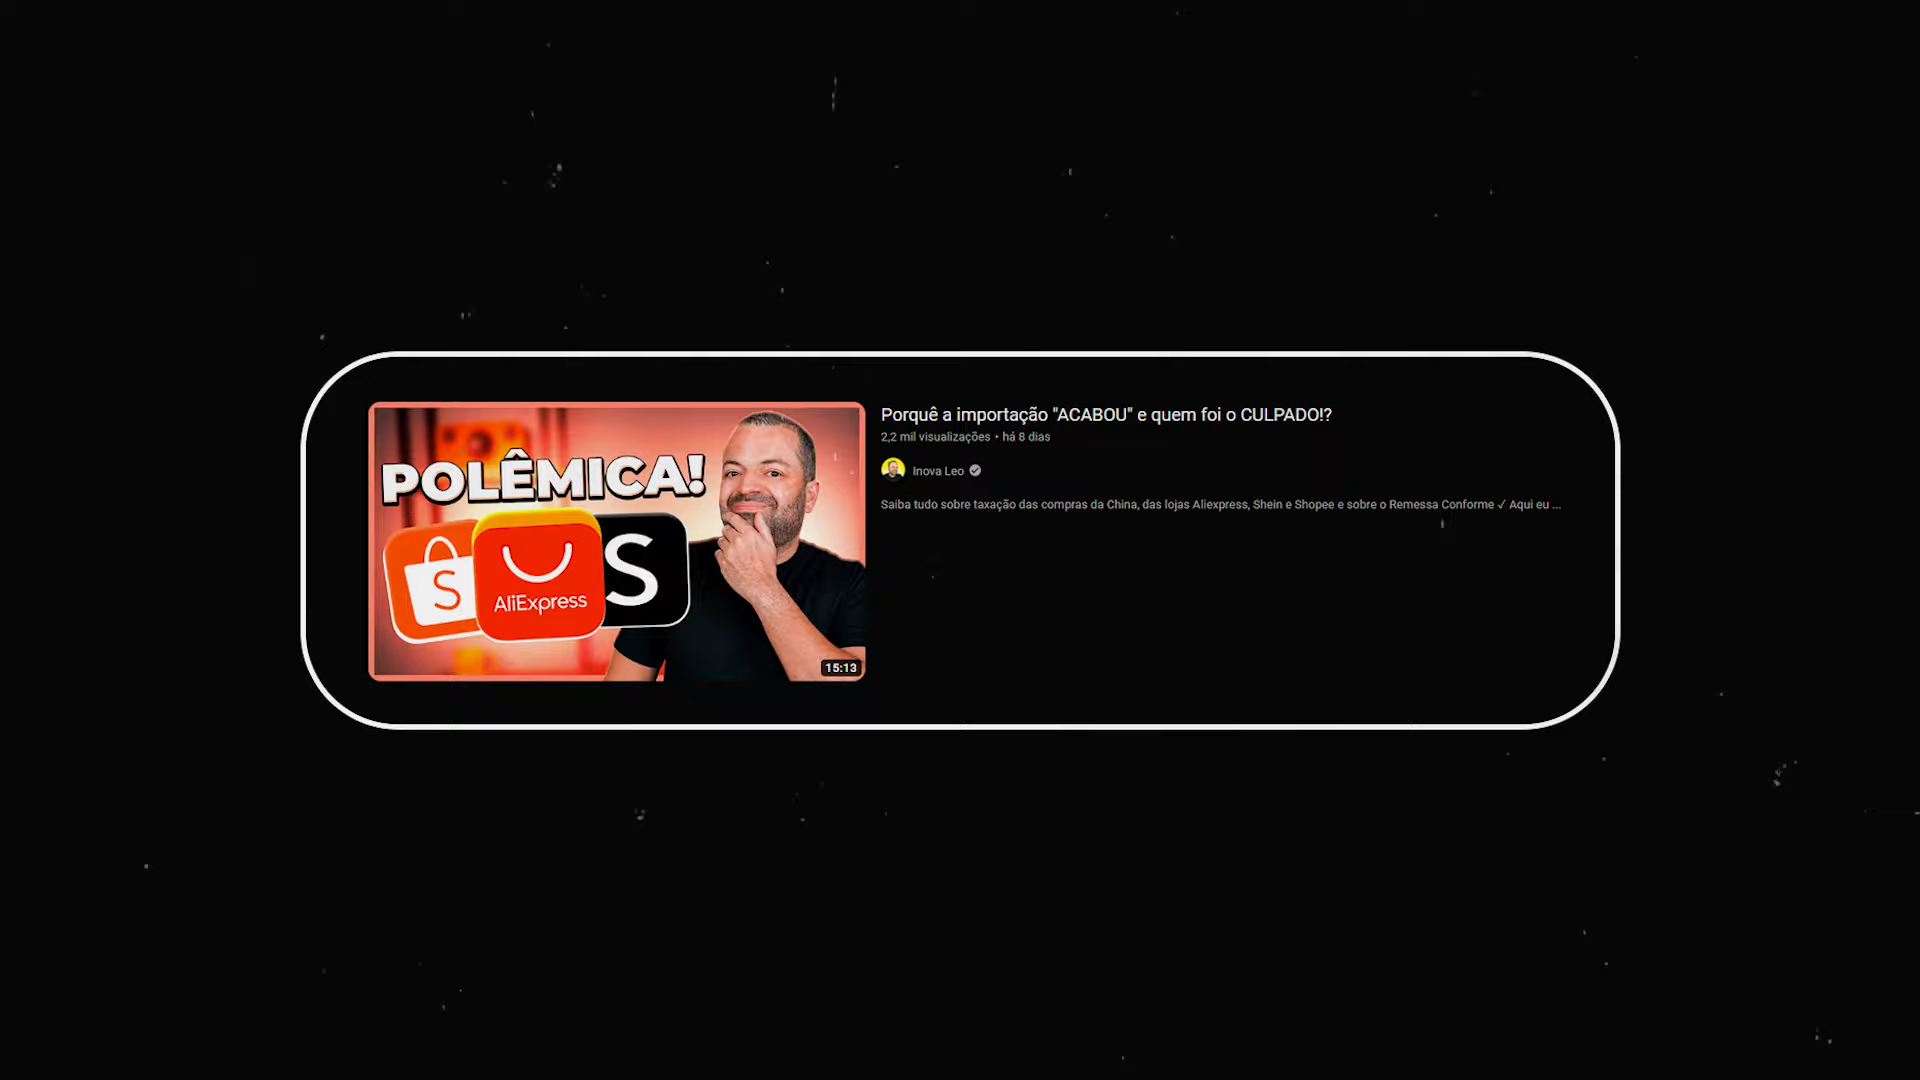 Porquê a importação "ACABOU" e quem foi o CULPADO!?
2,2 mil visualizações • há 8 dias
Inova Leo
Saiba tudo sobre taxação das compras da China, das lojas Aliexpress, Shein e Shopee e sobre o Remessa Conforme ✓ Aqui eu ...
POLÊMICA!
S
AliExpress
S
15:13